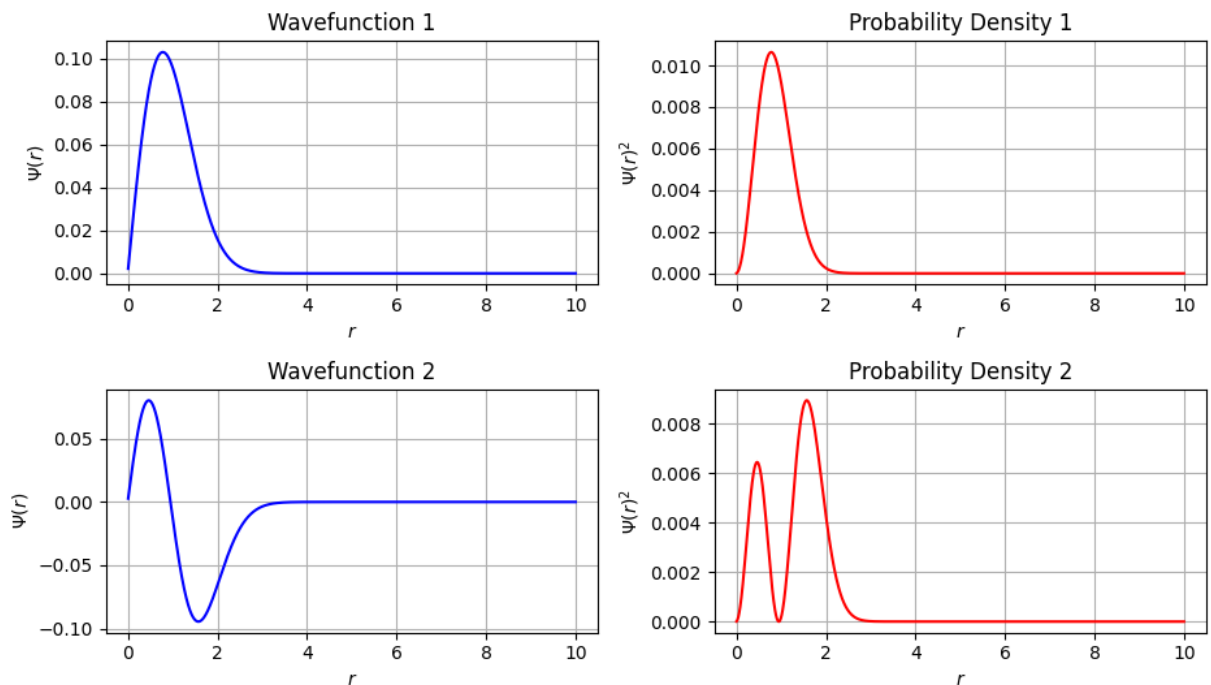 Wavefunction 1
Ψ(r)
0.10
0.08
0.06
0.04
0.02
0.00
0 2 4 6 8 10
r
Probability Density 1
Ψ(r)²
0.010
0.008
0.006
0.004
0.002
0.000
0 2 4 6 8 10
r
Wavefunction 2
Ψ(r)
0.05
0.00
−0.05
−0.10
0 2 4 6 8 10
r
Probability Density 2
Ψ(r)²
0.008
0.006
0.004
0.002
0.000
0 2 4 6 8 10
r